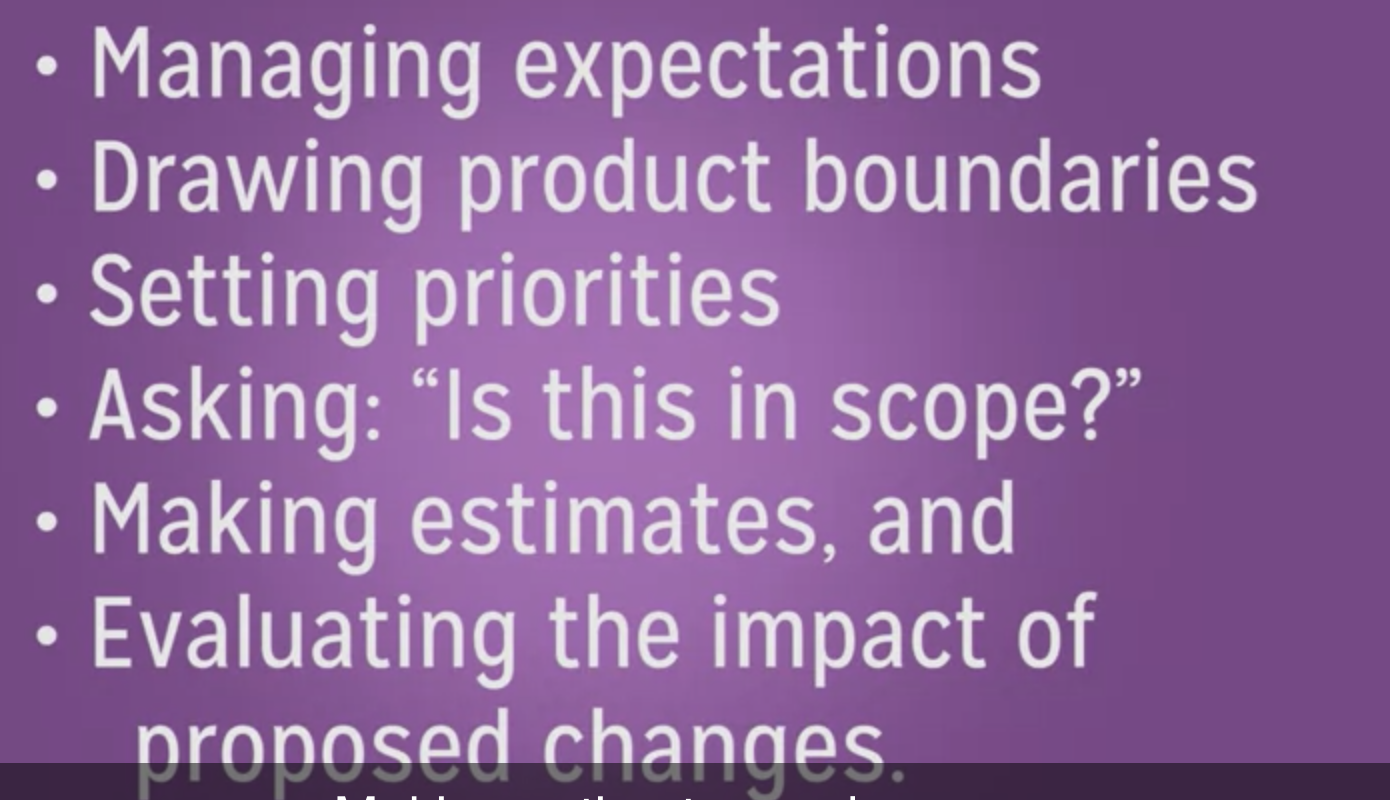 • Managing expectations
• Drawing product boundaries
• Setting priorities
• Asking: “Is this in scope?”
• Making estimates, and
• Evaluating the impact of
proposed changes.